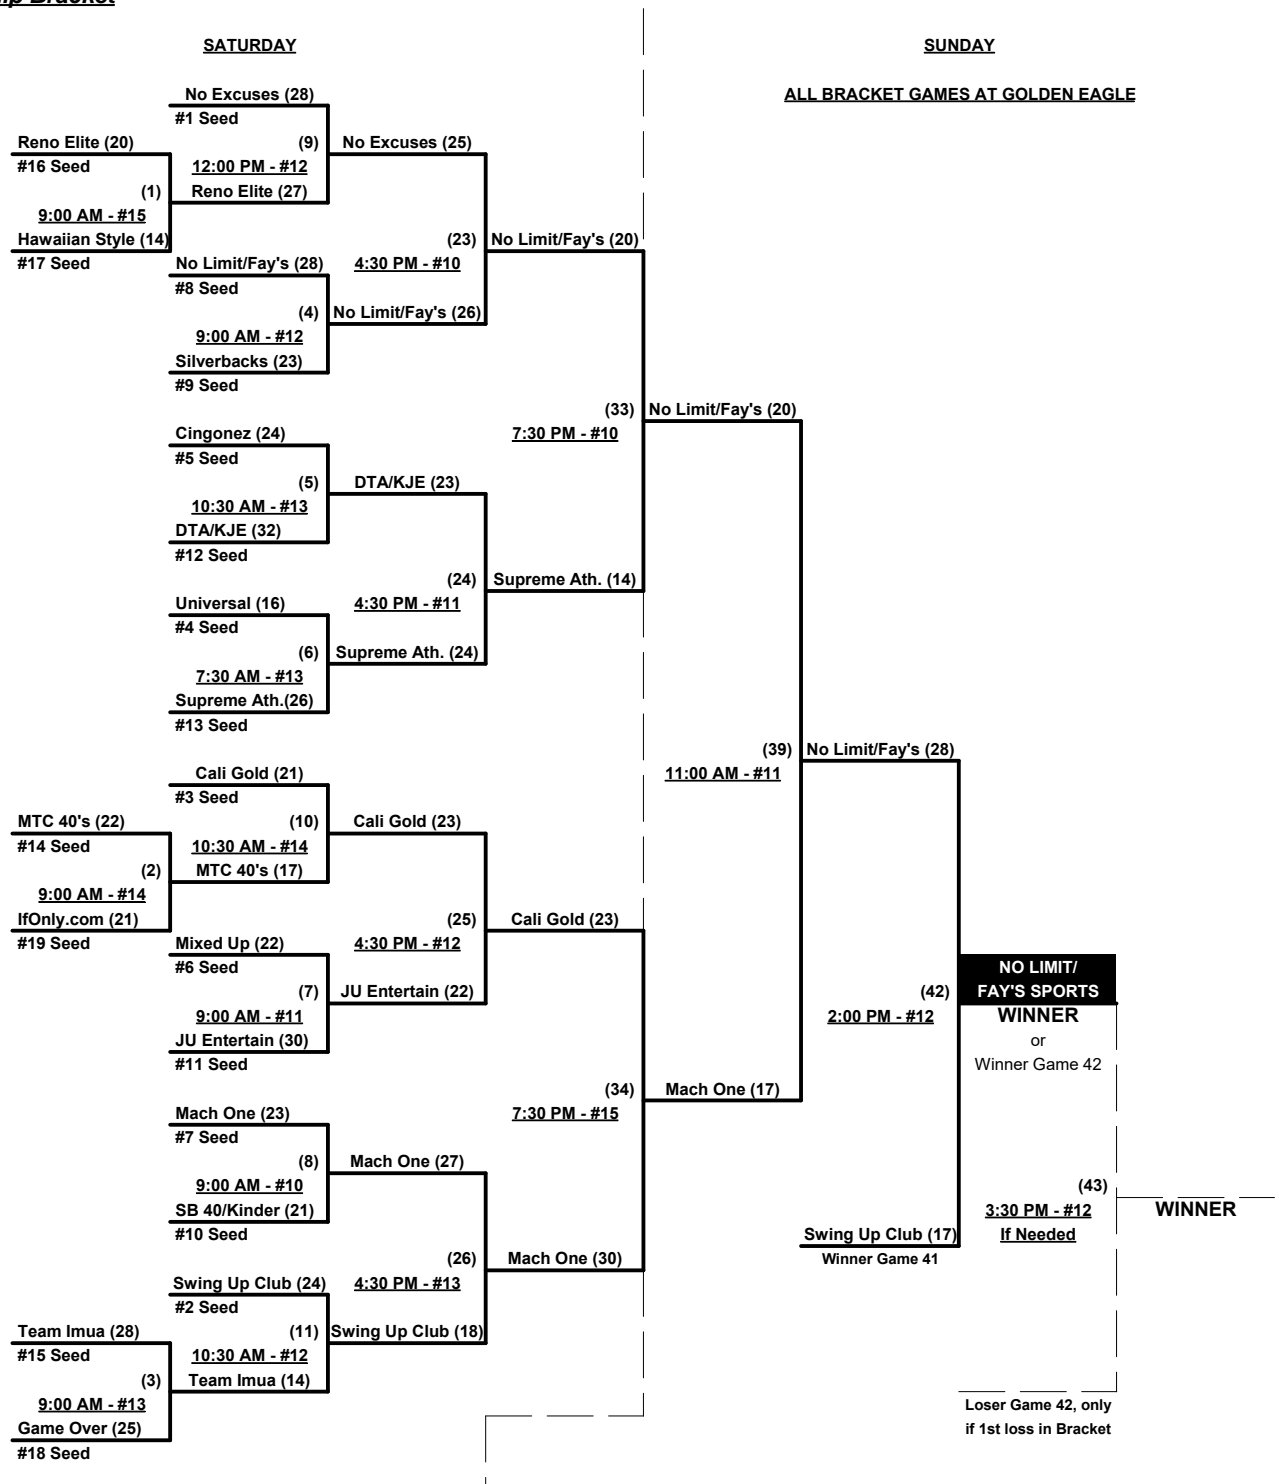 SATURDAY
SUNDAY
No Excuses (28)
ALL BRACKET GAMES AT GOLDEN EAGLE
#1 Seed
Reno Elite (20)
(9)
No Excuses (25)
#16 Seed
12:00 PM - #12
(1)
Reno Elite (27)
9:00 AM - #15
Hawaiian Style (14)
(23)
No Limit/Fay's (20)
#17 Seed
No Limit/Fay's (28)
4:30 PM - #10
#8 Seed
(4)
No Limit/Fay's (26)
9:00 AM - #12
Silverbacks (23)
#9 Seed
(33)
No Limit/Fay's (20)
Cingonez (24)
7:30 PM - #10
#5 Seed
(5)
DTA/KJE (23)
10:30 AM - #13
DTA/KJE (32)
#12 Seed
(24)
Supreme Ath. (14)
Universal (16)
4:30 PM - #11
#4 Seed
(6)
Supreme Ath. (24)
7:30 AM - #13
Supreme Ath.(26)
#13 Seed
(39)
No Limit/Fay's (28)
Cali Gold (21)
11:00 AM - #11
#3 Seed
MTC 40's (22)
(10)
Cali Gold (23)
#14 Seed
10:30 AM - #14
(2)
MTC 40's (17)
9:00 AM - #14
IfOnly.com (21)
(25)
Cali Gold (23)
#19 Seed
Mixed Up (22)
4:30 PM - #12
#6 Seed
NO LIMIT/
(7)
JU Entertain (22)
(42)
FAY'S SPORTS
9:00 AM - #11
2:00 PM - #12
WINNER
JU Entertain (30)
or
#11 Seed
Winner Game 42
(34)
Mach One (17)
Mach One (23)
7:30 PM - #15
#7 Seed
(8)
Mach One (27)
9:00 AM - #10
(43)
SB 40/Kinder (21)
3:30 PM - #12
WINNER
#10 Seed
Swing Up Club (17)
If Needed
(26)
Mach One (30)
Winner Game 41
Swing Up Club (24)
4:30 PM - #13
#2 Seed
Team Imua (28)
(11)
Swing Up Club (18)
#15 Seed
10:30 AM - #12
(3)
Team Imua (14)
9:00 AM - #13
Loser Game 42, only
Game Over (25)
if 1st loss in Bracket
#18 Seed